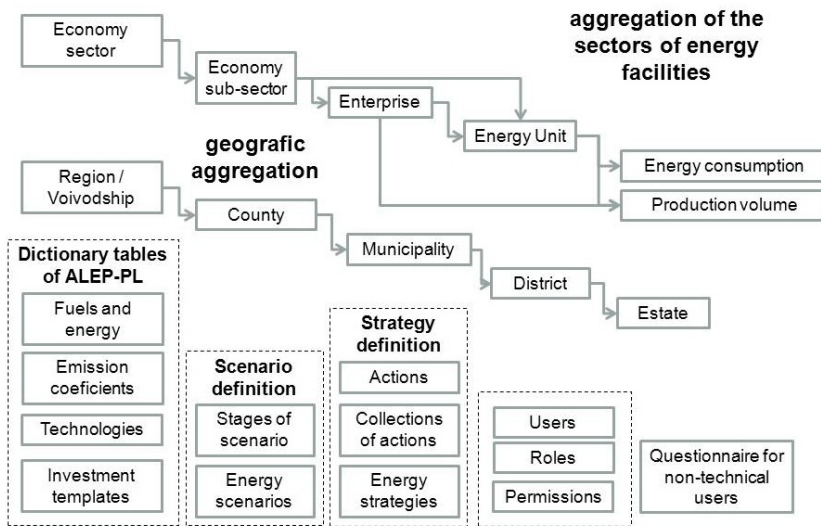 Economy
sector
aggregation of the
sectors of energy
facilities
Economy
sub-sector
Enterprise
Energy Unit
geografic
aggregation
Energy consumption
Region /
Voivodship
Production volume
County
Municipality
District
Estate
Dictionary tables
of ALEP-PL
Fuels and
energy
Emission
coeficients
Technologies
Investment
templates
Scenario
definition
Stages of
scenario
Energy
scenarios
Strategy
definition
Actions
Collections
of actions
Energy
strategies
Users
Roles
Permissions
Questionnaire for
non-technical
users